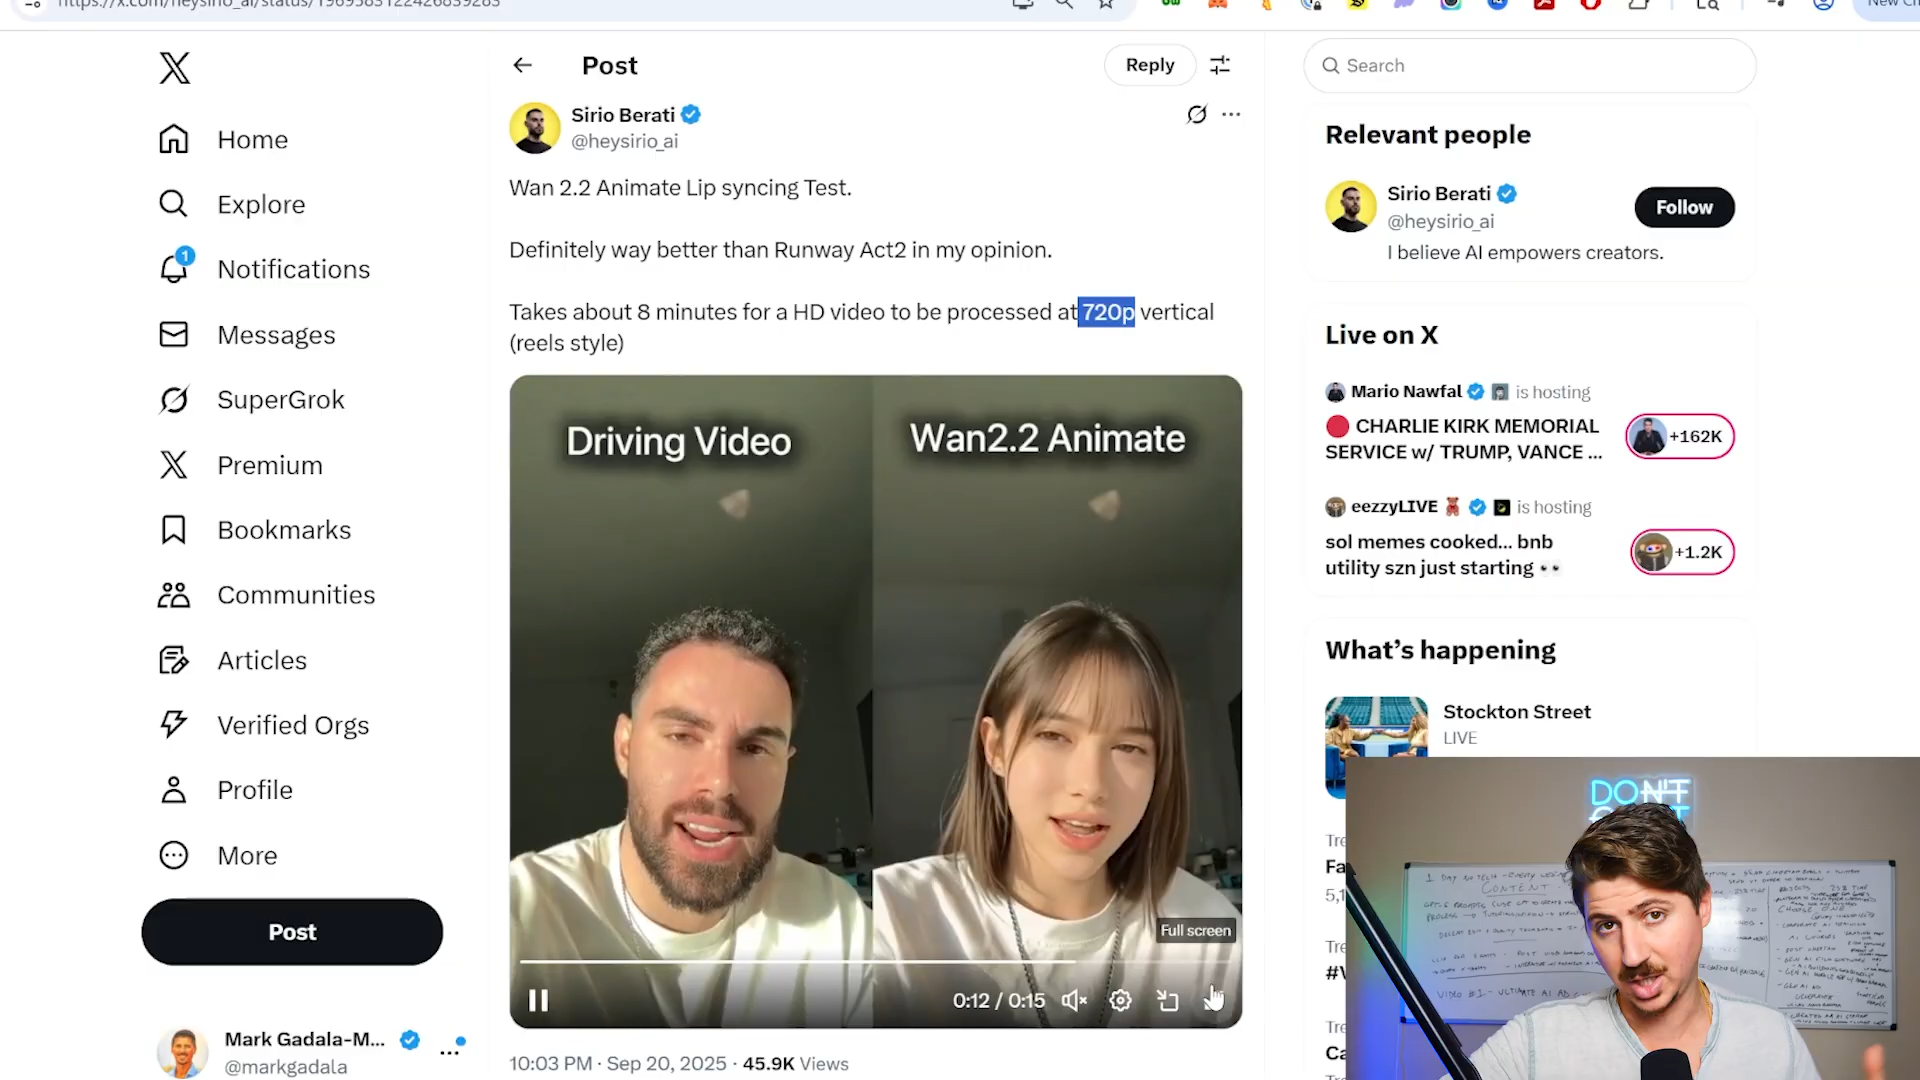 New Ch
Post
Reply
Search
Sirio Berati
@heysirio_ai
Wan 2.2 Animate Lip syncing Test.
Definitely way better than Runway Act2 in my opinion.
Takes about 8 minutes for a HD video to be processed at 720p vertical
(reels style)
Driving Video
Wan2.2 Animate
Full screen
0:12 / 0:15
10:03 PM · Sep 20, 2025 · 45.9K Views
Home
Explore
1
Notifications
Messages
SuperGrok
Premium
Bookmarks
Communities
Articles
Verified Orgs
Profile
More
Post
Mark Gadala-M...
@markgadala
Relevant people
Sirio Berati
@heysirio_ai
Follow
I believe AI empowers creators.
Live on X
Mario Nawfal is hosting
CHARLIE KIRK MEMORIAL
SERVICE w/ TRUMP, VANCE ...
+162K
eezzyLIVE is hosting
sol memes cooked... bnb
utility szn just starting
+1.2K
What's happening
Stockton Street
LIVE
DON'T
CONTENT